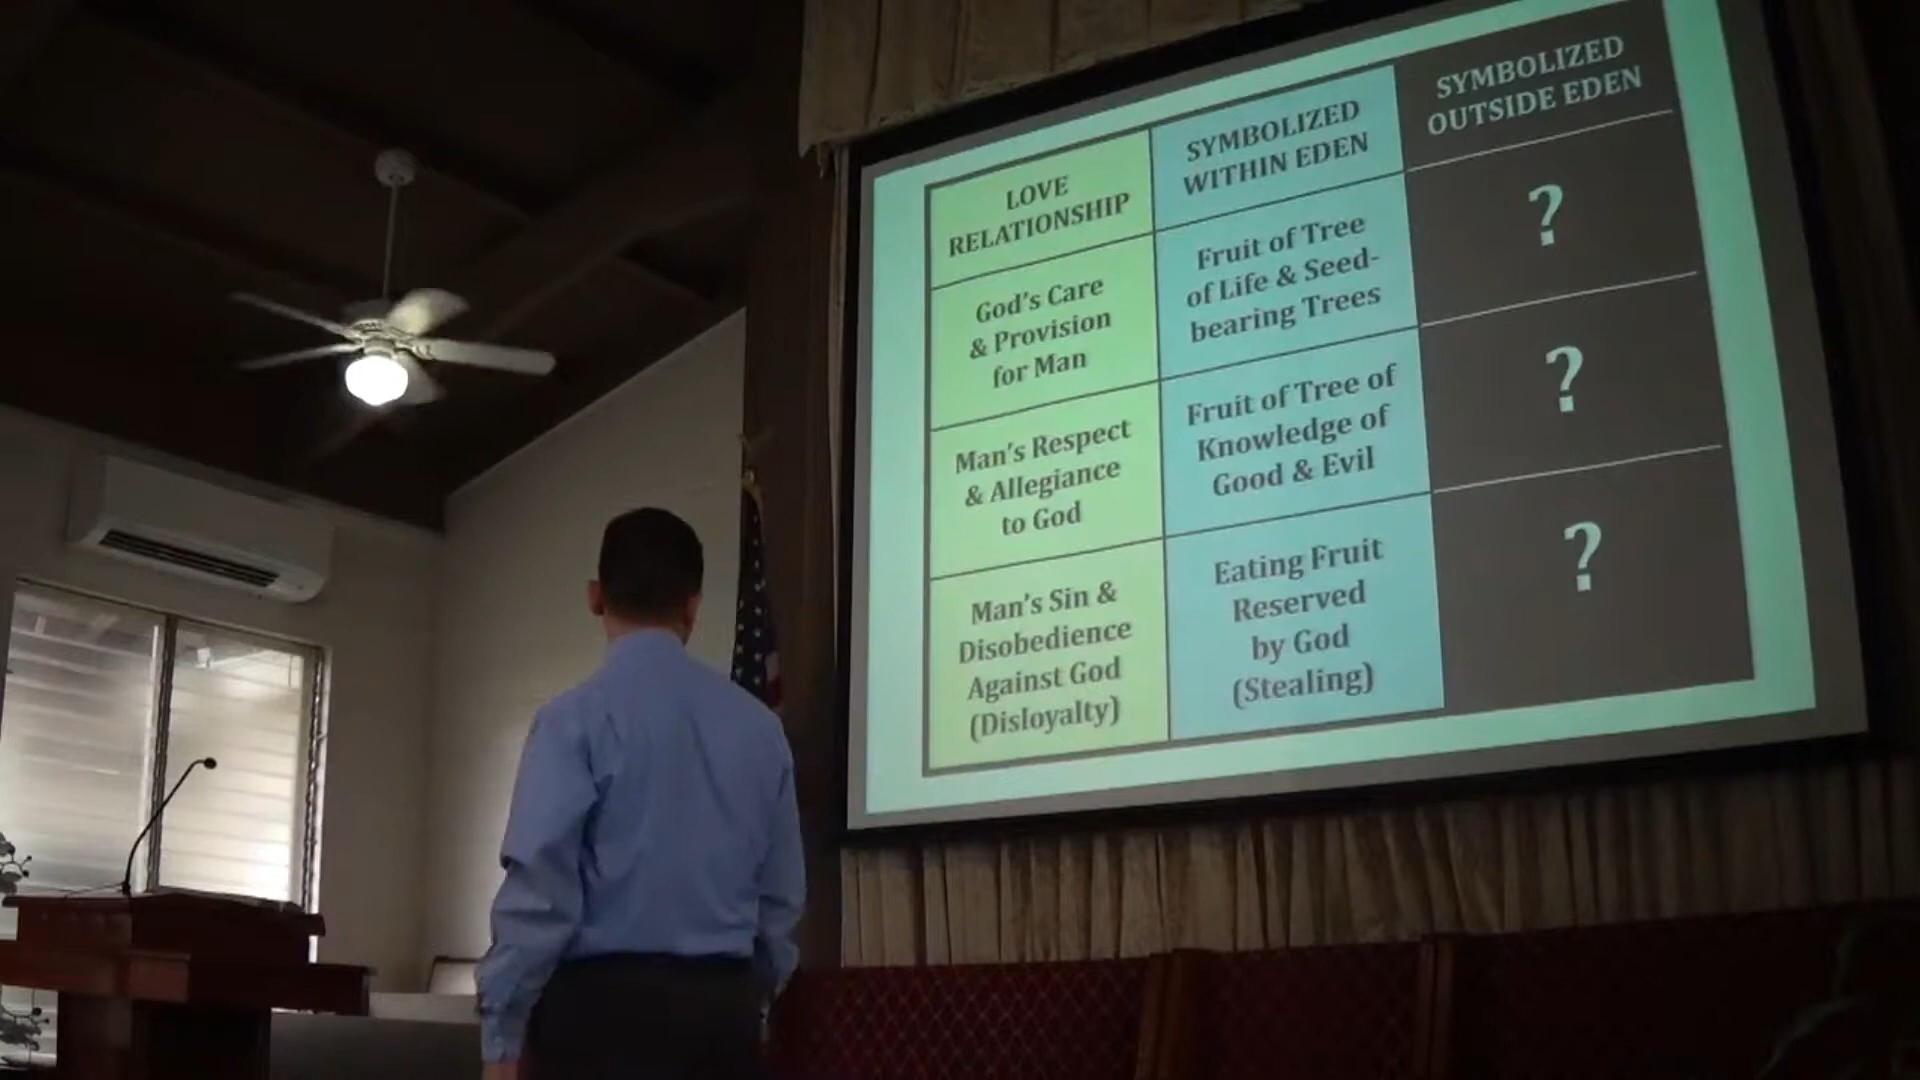 LOVE
RELATIONSHIP
SYMBOLIZED
WITHIN EDEN
SYMBOLIZED
OUTSIDE EDEN
God's Care
& Provision
for Man
Fruit of Tree
of Life & Seed-
bearing Trees
?
Man's Respect
& Allegiance
to God
Fruit of Tree of
Knowledge of
Good & Evil
?
Man's Sin &
Disobedience
Against God
(Disloyalty)
Eating Fruit
Reserved
by God
(Stealing)
?